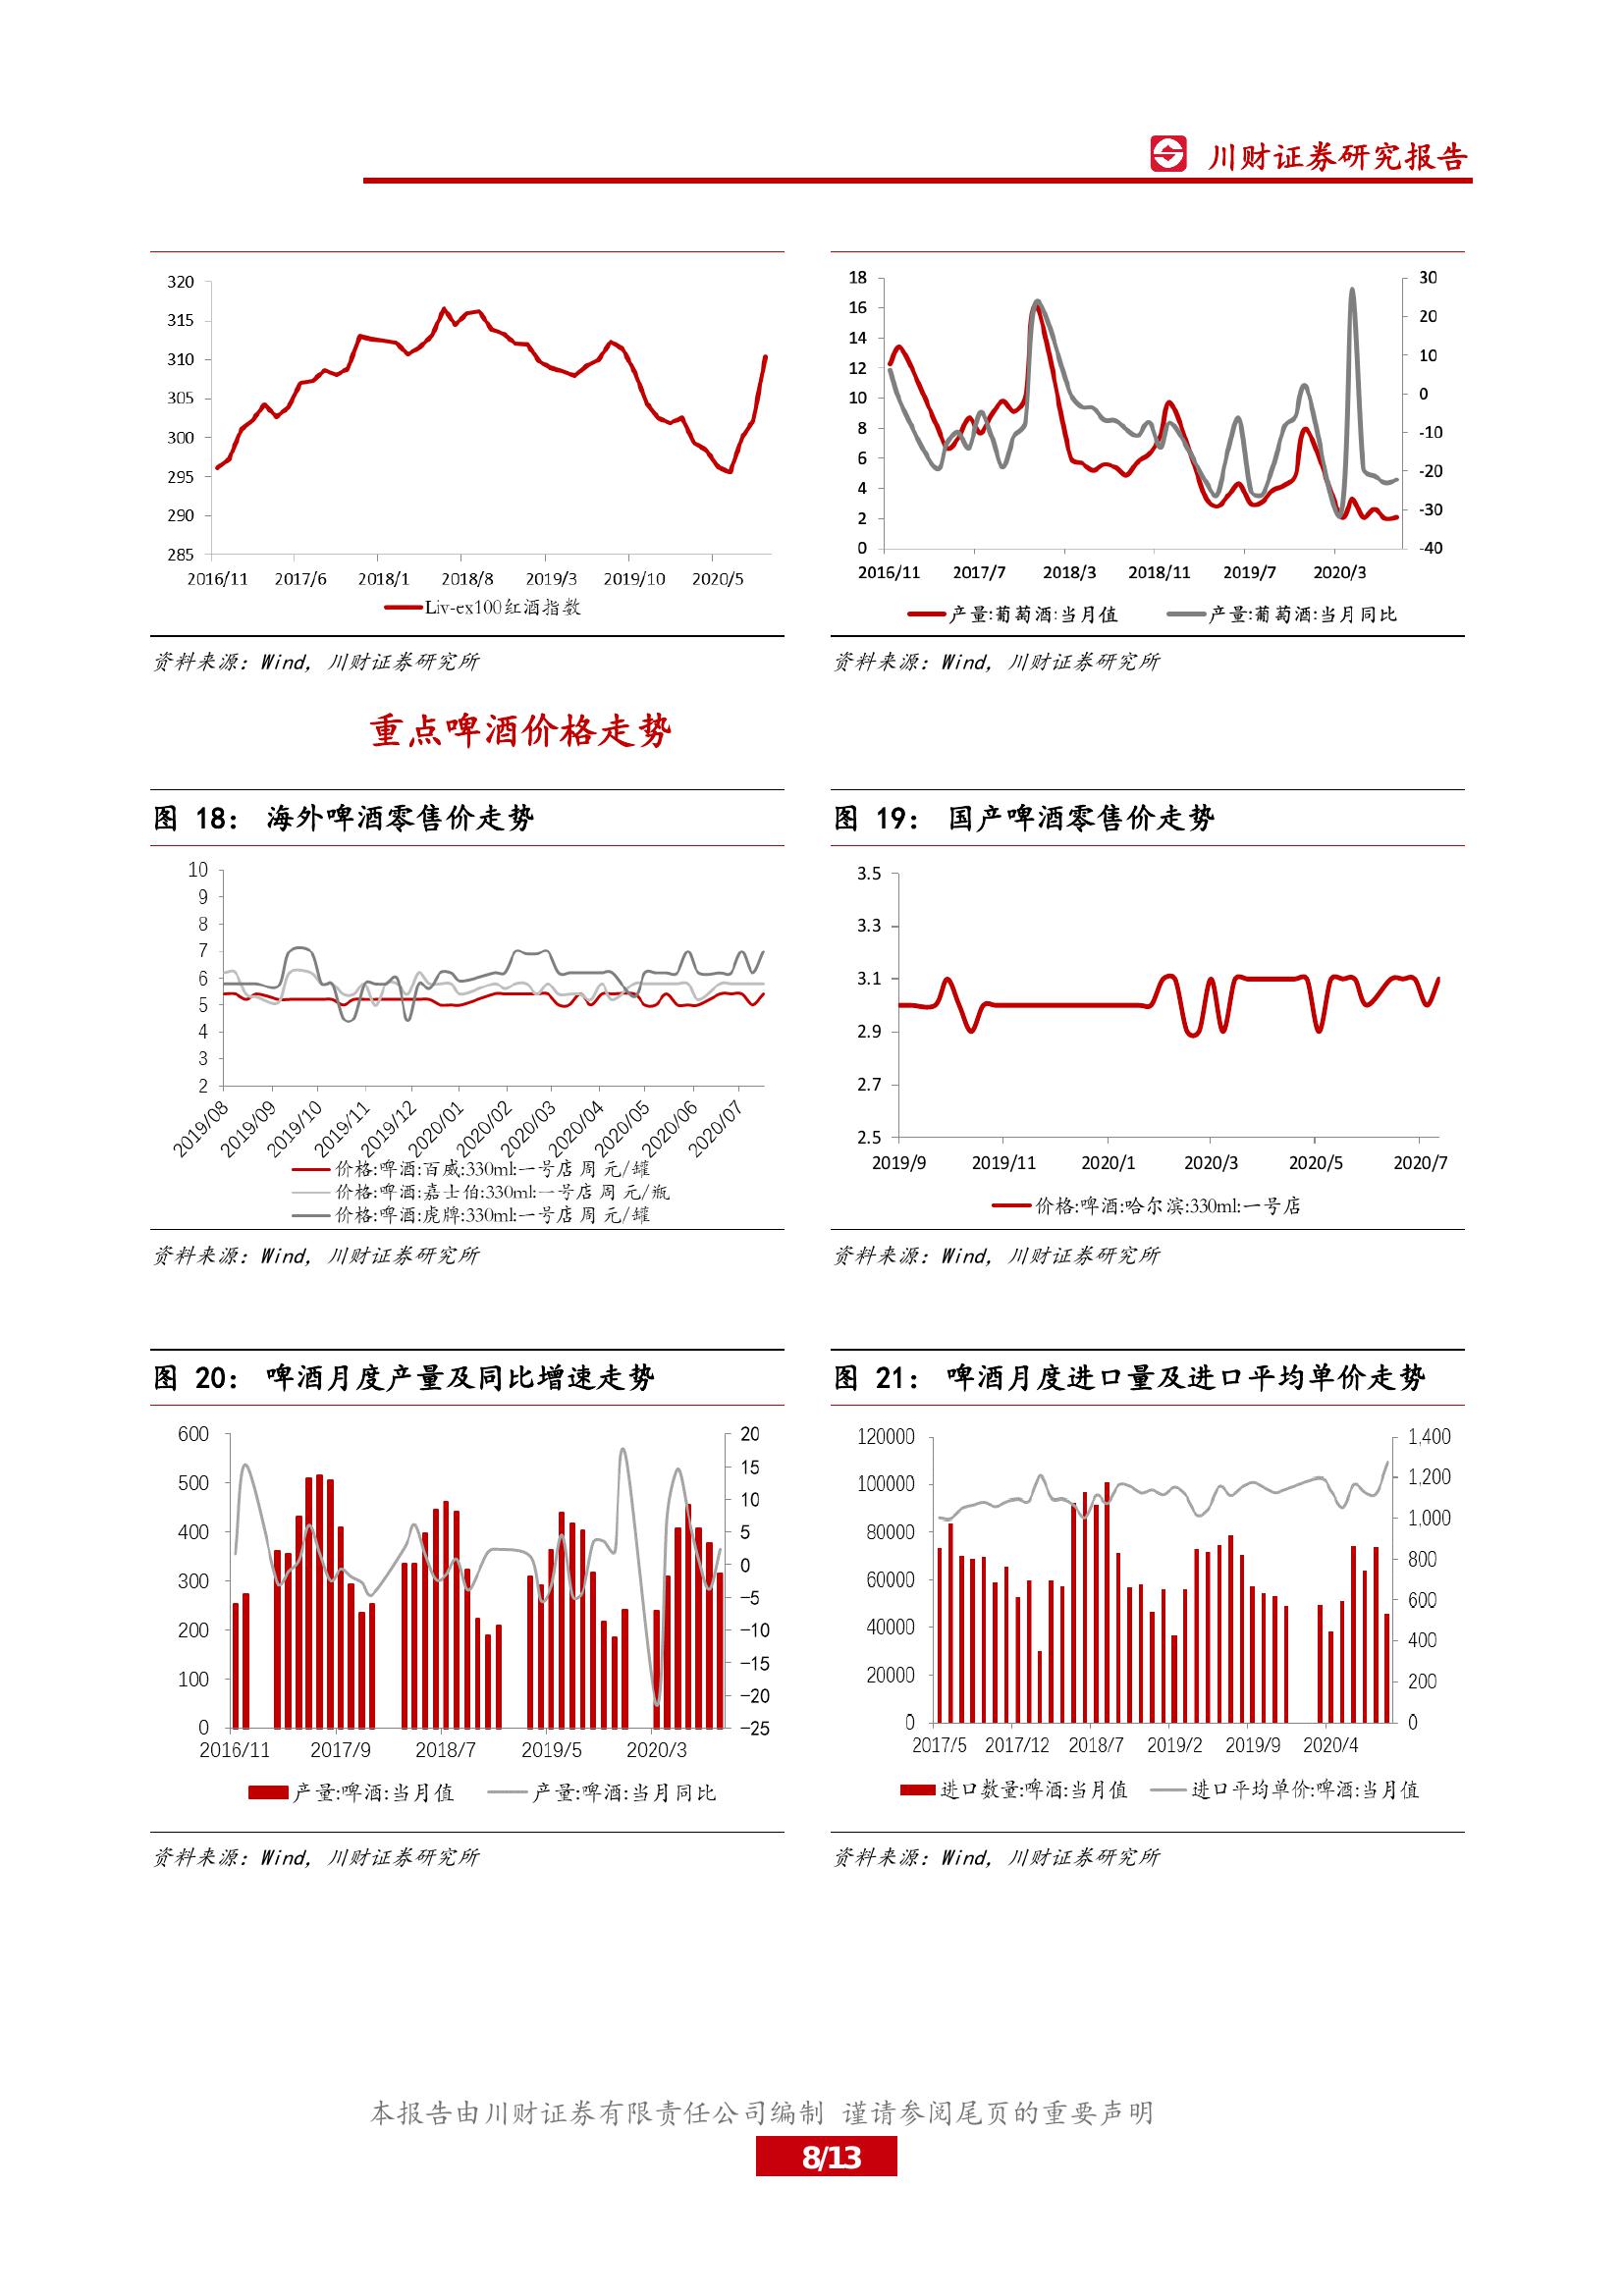 川财证券研究报告
320
315
310
305
300
295
290
285
2016/11 2017/6 2018/1 2018/8 2019/3 2019/10 2020/5
Liv-ex100红酒指数
资料来源：Wind，川财证券研究所
18
16
14
12
10
8
6
4
2
0
30
20
10
0
-10
-20
-30
-40
2016/11 2017/7 2018/3 2018/11 2019/7 2020/3
产量:葡萄酒:当月值 产量:葡萄酒:当月同比
资料来源：Wind，川财证券研究所
重点啤酒价格走势
图 18： 海外啤酒零售价走势
10
9
8
7
6
5
4
3
2
2019/08 2019/09 2019/10 2019/11 2019/12 2020/01 2020/02 2020/03 2020/04 2020/05 2020/06 2020/07
价格:啤酒:百威:330ml:一号店 周 元/罐
价格:啤酒:嘉士伯:330ml:一号店 周 元/瓶
价格:啤酒:虎牌:330ml:一号店 周 元/罐
资料来源：Wind，川财证券研究所
图 19： 国产啤酒零售价走势
3.5
3.3
3.1
2.9
2.7
2.5
2019/9 2019/11 2020/1 2020/3 2020/5 2020/7
价格:啤酒:哈尔滨:330ml:一号店
资料来源：Wind，川财证券研究所
图 20： 啤酒月度产量及同比增速走势
600
500
400
300
200
100
0
20
15
10
5
0
−5
−10
−15
−20
−25
2016/11 2017/9 2018/7 2019/5 2020/3
产量:啤酒:当月值 产量:啤酒:当月同比
资料来源：Wind，川财证券研究所
图 21： 啤酒月度进口量及进口平均单价走势
120000
100000
80000
60000
40000
20000
0
1,400
1,200
1,000
800
600
400
200
0
2017/5 2017/12 2018/7 2019/2 2019/9 2020/4
进口数量:啤酒:当月值 进口平均单价:啤酒:当月值
资料来源：Wind，川财证券研究所
本报告由川财证券有限责任公司编制 谨请参阅尾页的重要声明
8/13